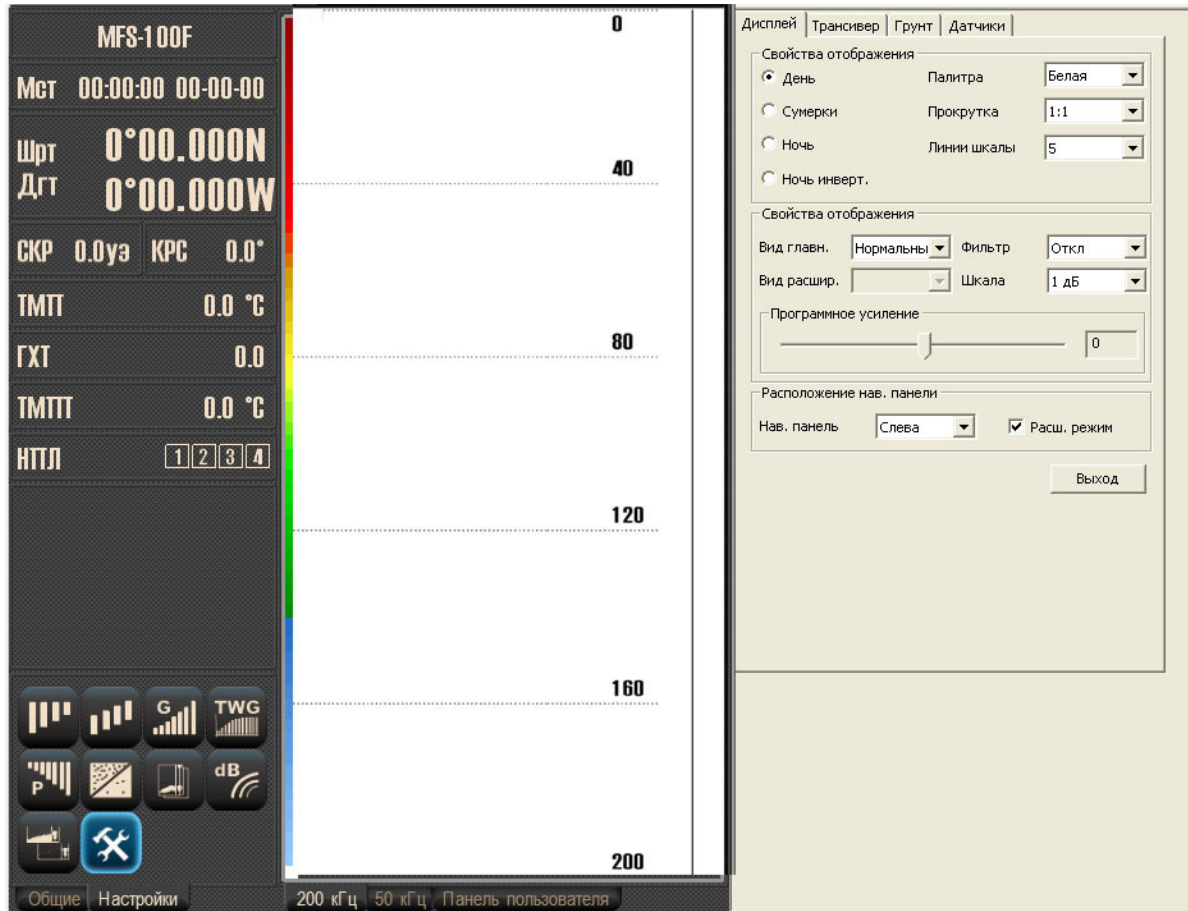 MFS-100F
Мст 00:00:00 00-00-00
Шрт 0°00.000N
Дгт 0°00.000W
СКР 0.0уз КРС 0.0°
ТМП 0.0 °C
ГХТ 0.0
ТМПТ 0.0 °C
НПЛ 1 2 3 4
G
TWG
P
dB
Общие Настройки
0
40
80
120
160
200
200 кГц 50 кГц Панель пользователя
Дисплей Трансивер Грунт Датчики
Свойства отображения
День Палитра Белая
Сумерки Прокрутка 1:1
Ночь Линии шкалы 5
Ночь инверт.
Свойства отображения
Вид главн. Нормальны Фильтр Откл
Вид расшир. Шкала 1 дБ
Программное усиление
0
Расположение нав. панели
Нав. панель Слева Расш. режим
Выход